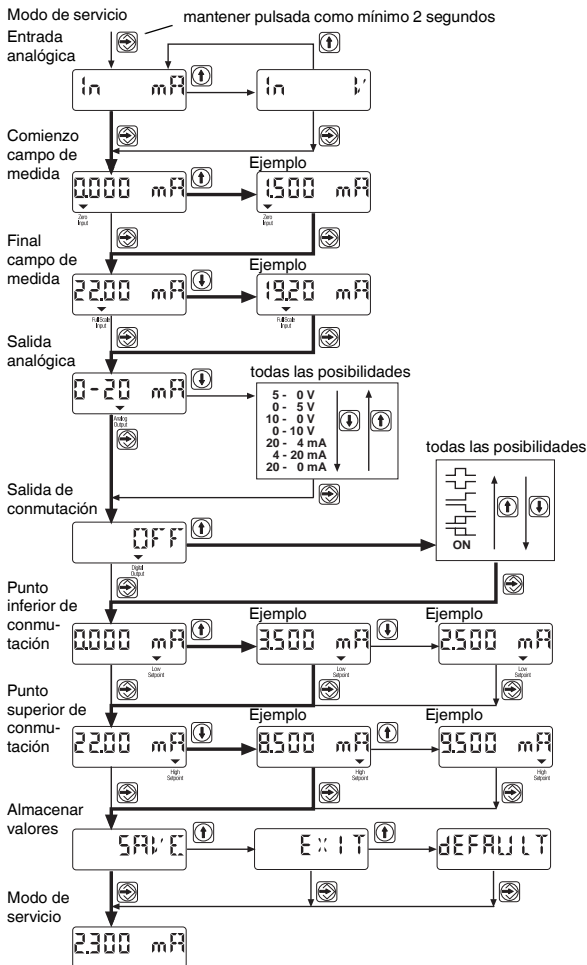 Modo de servicio
mantener pulsada como mínimo 2 segundos
Entrada
analógica
In mA
In V
Comienzo
campo de
medida
Ejemplo
0.000 mA
1.500 mA
Zero
Input
Zero
Input
Final
campo de
medida
Ejemplo
22.00 mA
19.20 mA
Full Scale
Input
Full Scale
Input
Salida
analógica
todas las posibilidades
0-20 mA
Analog
Output
5 - 0 V
0 - 5 V
10 - 0 V
0 - 10 V
20 - 4 mA
4 - 20 mA
20 - 0 mA
todas las posibilidades
ON
Salida de
conmutación
OFF
Digital
Output
Punto
inferior de
conmu-
tación
Ejemplo
Ejemplo
0.000 mA
3.500 mA
2.500 mA
Low
Setpoint
Low
Setpoint
Low
Setpoint
Punto
superior de
conmu-
tación
Ejemplo
Ejemplo
22.00 mA
8.500 mA
9.500 mA
High
Setpoint
High
Setpoint
High
Setpoint
Almacenar
valores
SAVE
EXIT
dEFAULT
Modo de
servicio
2.300 mA